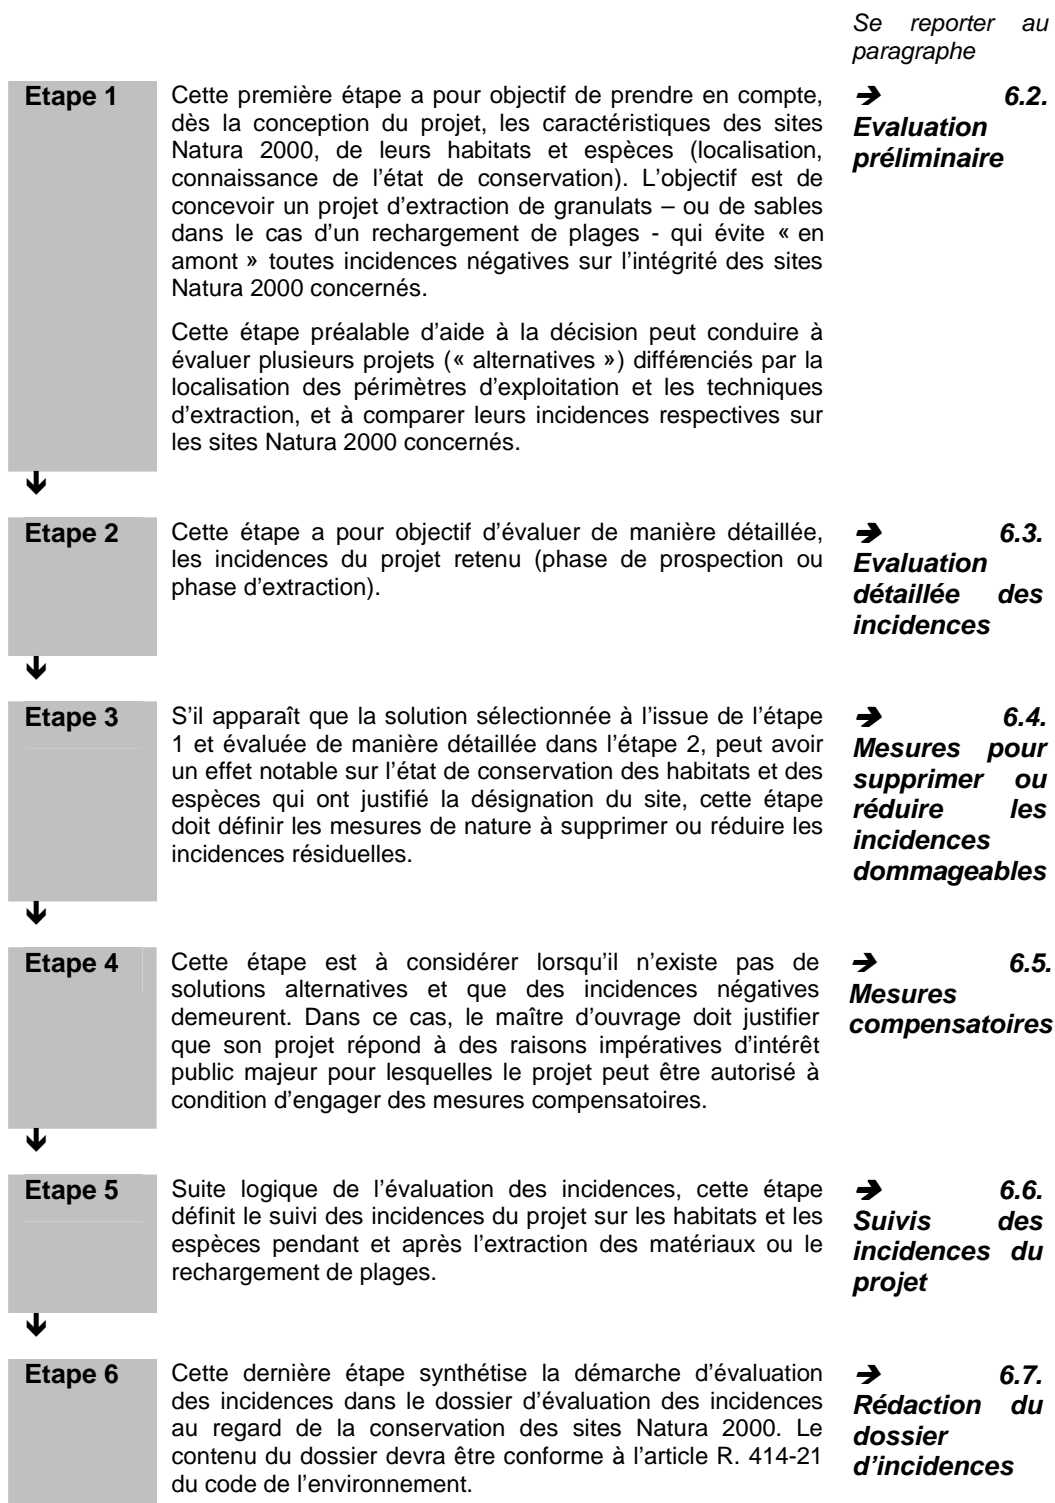 Se reporter au
paragraphe
Etape 1
Cette première étape a pour objectif de prendre en compte,
dès la conception du projet, les caractéristiques des sites
Natura 2000, de leurs habitats et espèces (localisation,
connaissance de l'état de conservation). L'objectif est de
concevoir un projet d'extraction de granulats – ou de sables
dans le cas d'un rechargement de plages - qui évite « en
amont » toutes incidences négatives sur l'intégrité des sites
Natura 2000 concernés.
Cette étape préalable d'aide à la décision peut conduire à
évaluer plusieurs projets (« alternatives ») différenciés par la
localisation des périmètres d'exploitation et les techniques
d'extraction, et à comparer leurs incidences respectives sur
les sites Natura 2000 concernés.
➔ 6.2.
Evaluation
préliminaire
Etape 2
Cette étape a pour objectif d'évaluer de manière détaillée,
les incidences du projet retenu (phase de prospection ou
phase d'extraction).
➔ 6.3.
Evaluation
détaillée des
incidences
Etape 3
S'il apparaît que la solution sélectionnée à l'issue de l'étape
1 et évaluée de manière détaillée dans l'étape 2, peut avoir
un effet notable sur l'état de conservation des habitats et des
espèces qui ont justifié la désignation du site, cette étape
doit définir les mesures de nature à supprimer ou réduire les
incidences résiduelles.
➔ 6.4.
Mesures pour
supprimer ou
réduire les
incidences
dommageables
Etape 4
Cette étape est à considérer lorsqu'il n'existe pas de
solutions alternatives et que des incidences négatives
demeurent. Dans ce cas, le maître d'ouvrage doit justifier
que son projet répond à des raisons impératives d'intérêt
public majeur pour lesquelles le projet peut être autorisé à
condition d'engager des mesures compensatoires.
➔ 6.5.
Mesures
compensatoires
Etape 5
Suite logique de l'évaluation des incidences, cette étape
définit le suivi des incidences du projet sur les habitats et les
espèces pendant et après l'extraction des matériaux ou le
rechargement de plages.
➔ 6.6.
Suivis des
incidences du
projet
Etape 6
Cette dernière étape synthétise la démarche d'évaluation
des incidences dans le dossier d'évaluation des incidences
au regard de la conservation des sites Natura 2000. Le
contenu du dossier devra être conforme à l'article R. 414-21
du code de l'environnement.
➔ 6.7.
Rédaction du
dossier
d'incidences